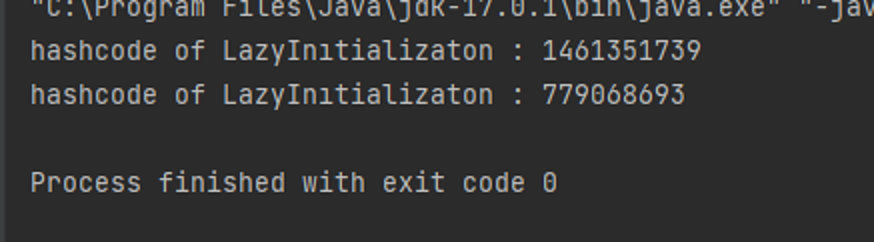 "C:\Program Files\Java\jdk-17.0.1\bin\java.exe" "-jav
hashcode of LazyInıtializaton : 1461351739
hashcode of LazyInıtializaton : 779068693
Process finished with exit code 0